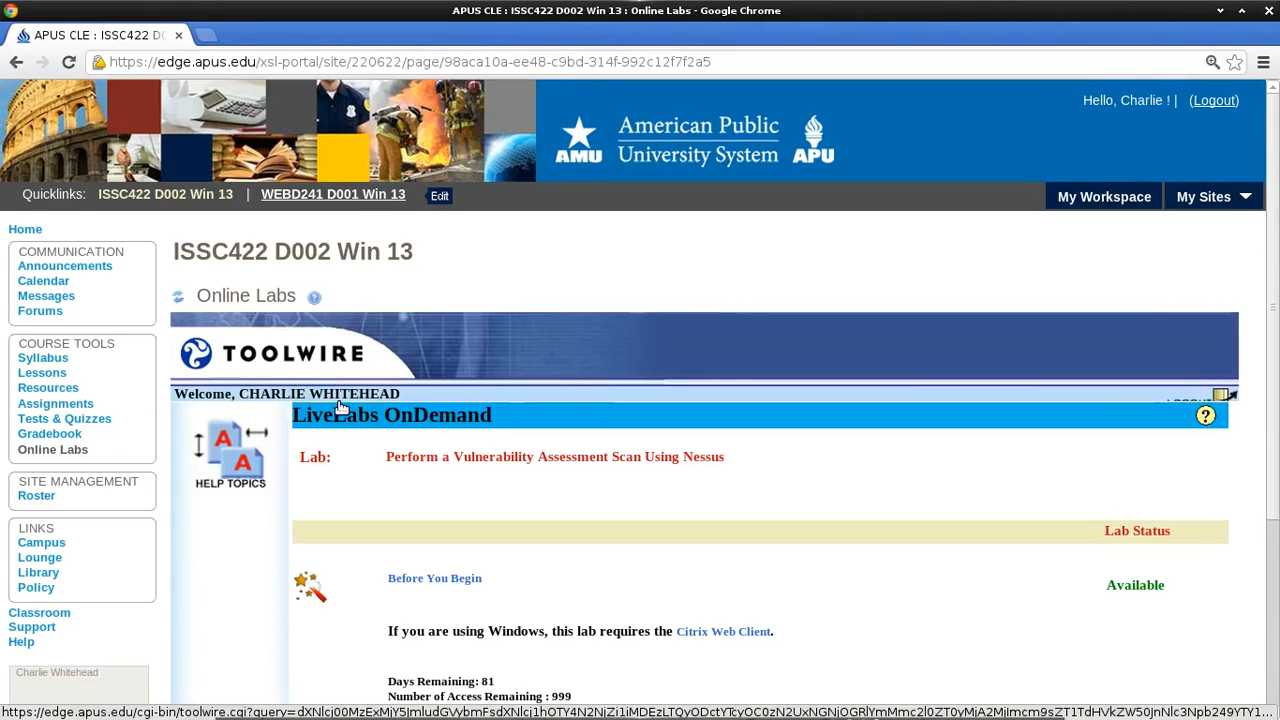 APUS CLE : ISSC422 D002 Win 13 : Online Labs - Google Chrome
APUS CLE : ISSC422 D0
https://edge.apus.edu/xsl-portal/site/220622/page/98aca10a-ee48-c9bd-314f-992c12f7f2a5
Hello, Charlie ! | (Logout)
AMU American Public University System APU
Quicklinks: ISSC422 D002 Win 13 | WEBD241 D001 Win 13 Edit
My Workspace My Sites
Home
COMMUNICATION
Announcements
Calendar
Messages
Forums
COURSE TOOLS
Syllabus
Lessons
Resources
Assignments
Tests & Quizzes
Gradebook
Online Labs
SITE MANAGEMENT
Roster
LINKS
Campus
Lounge
Library
Policy
Classroom
Support
Help
Charlie Whitehead
ISSC422 D002 Win 13
Online Labs ?
TOOLWIRE
Welcome, CHARLIE WHITEHEAD
LiveLabs OnDemand ?
A
A
HELP TOPICS
Lab: Perform a Vulnerability Assessment Scan Using Nessus
Lab Status
Before You Begin
Available
If you are using Windows, this lab requires the Citrix Web Client.
Days Remaining: 81
Number of Access Remaining : 999